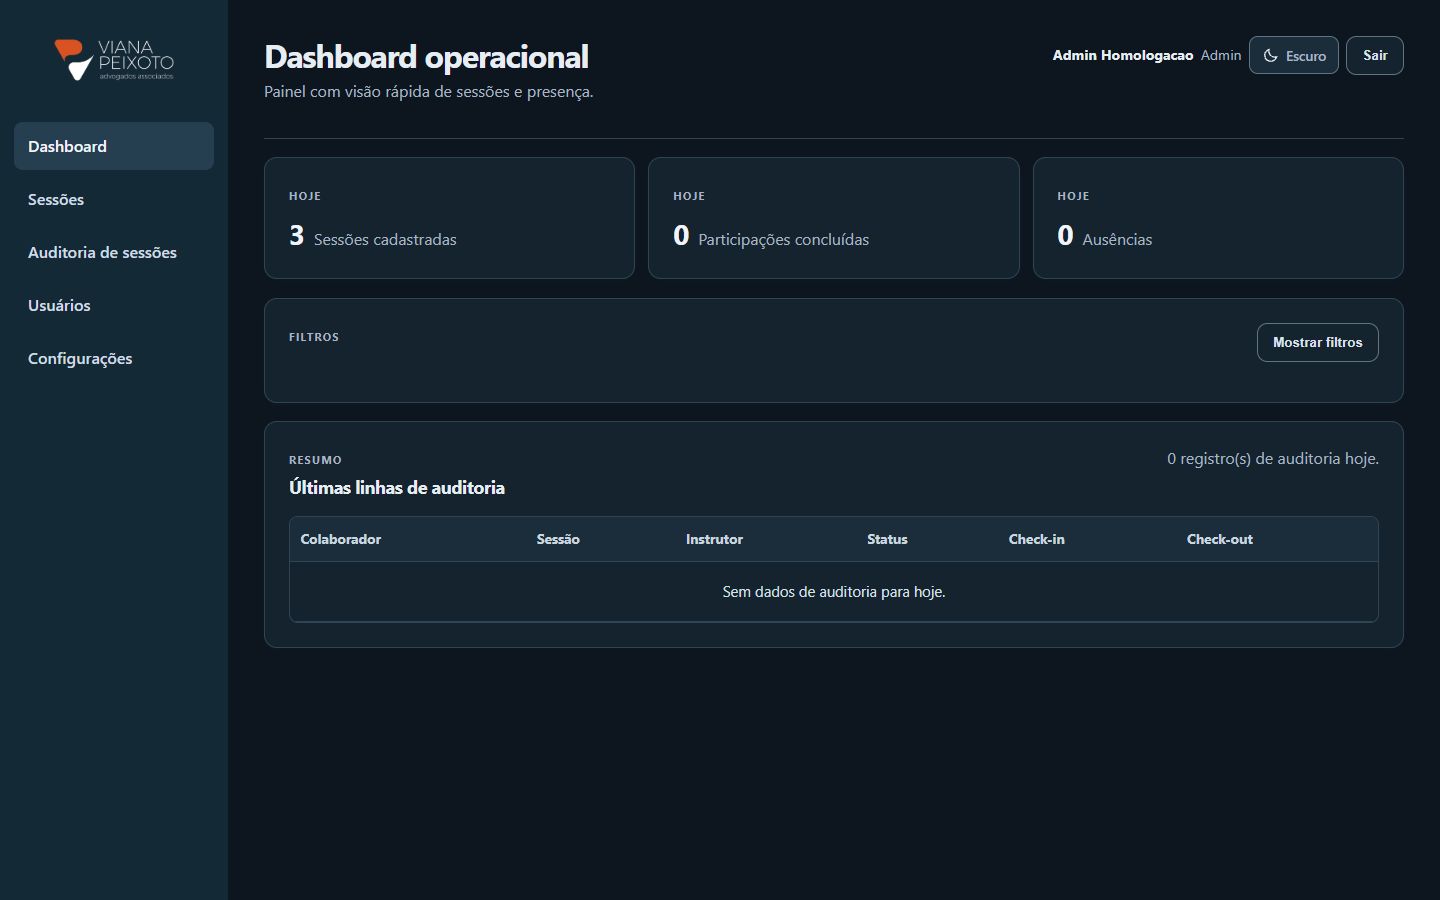 VIANA
PEIXOTO
advogados associados
Dashboard
Sessões
Auditoria de sessões
Usuários
Configurações
Dashboard operacional
Painel com visão rápida de sessões e presença.
Admin Homologacao Admin
Escuro
Sair
HOJE
3 Sessões cadastradas
HOJE
0 Participações concluídas
HOJE
0 Ausências
FILTROS
Mostrar filtros
RESUMO
Últimas linhas de auditoria
0 registro(s) de auditoria hoje.
Colaborador Sessão Instrutor Status Check-in Check-out
Sem dados de auditoria para hoje.